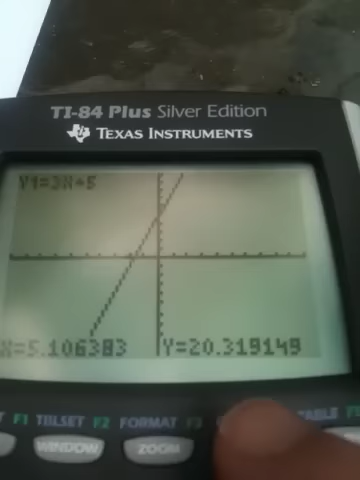 TI-84 Plus Silver Edition
TEXAS INSTRUMENTS
Y1=3X+5
X=5.106383 Y=20.319149
F1 TBLSET F2 FORMAT F3
WINDOW ZOOM